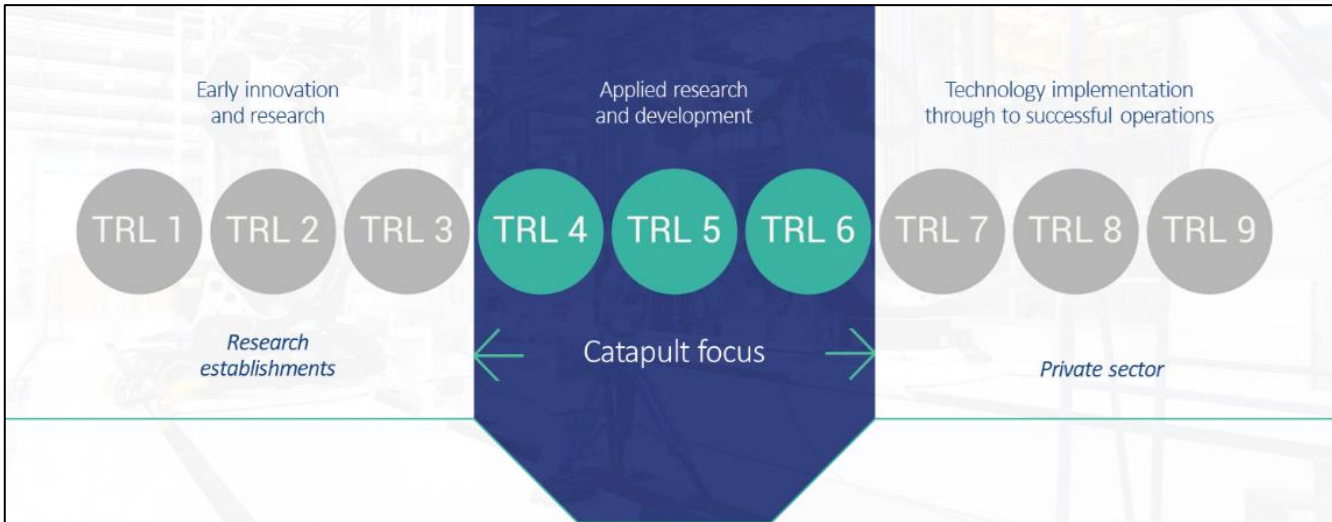 Early innovation
and research
Applied research
and development
Technology implementation
through to successful operations
TRL 1 TRL 2 TRL 3 TRL 4 TRL 5 TRL 6 TRL 7 TRL 8 TRL 9
Research
establishments
Catapult focus
Private sector